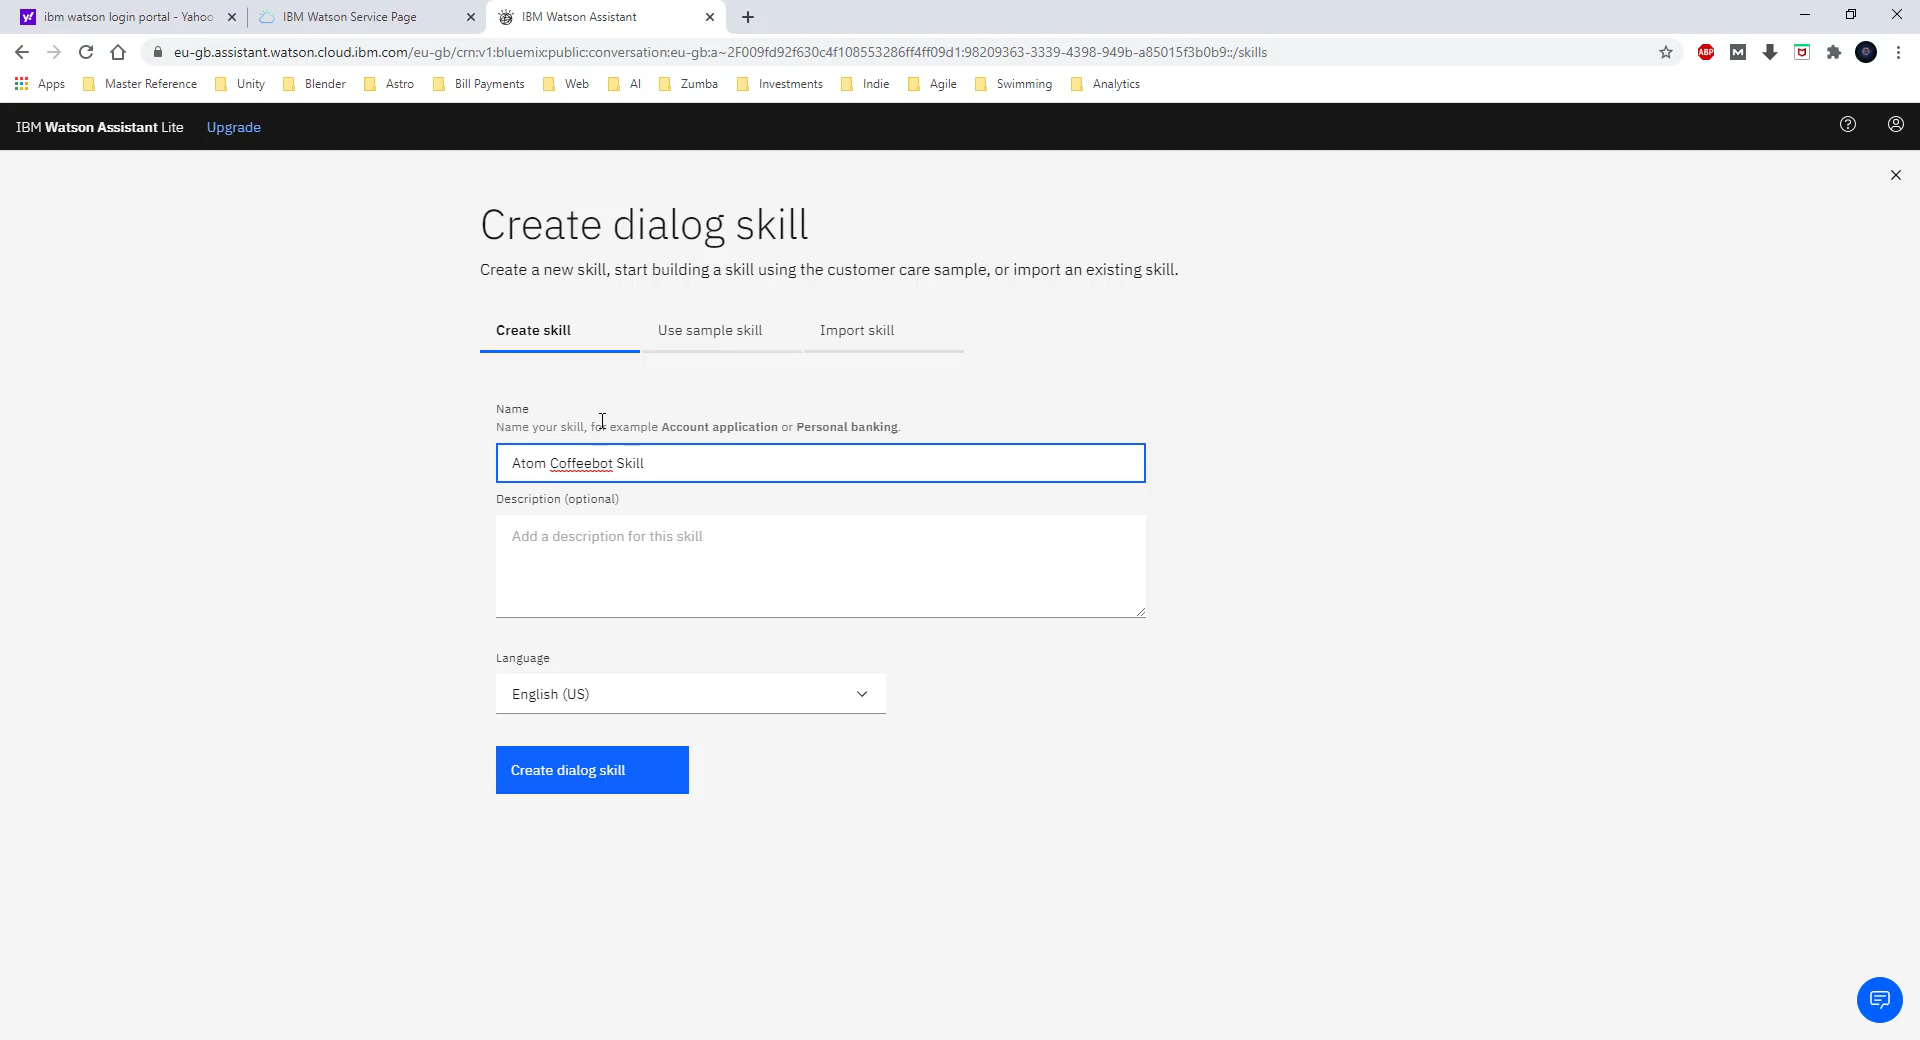 ibm watson login portal - Yahoo
IBM Watson Service Page
IBM Watson Assistant
eu-gb.assistant.watson.cloud.ibm.com/eu-gb/crn:v1:bluemix:public:conversation:eu-gb:a~2F009fd92f630c4f108553286ff4ff09d1:98209363-3339-4398-949b-a85015f3b0b9::/skills
ABP
M
Apps
Master Reference
Unity
Blender
Astro
Bill Payments
Web
AI
Zumba
Investments
Indie
Agile
Swimming
Analytics
IBM Watson Assistant Lite
Upgrade
Create dialog skill
Create a new skill, start building a skill using the customer care sample, or import an existing skill.
Create skill
Use sample skill
Import skill
Name
Name your skill, for example Account application or Personal banking.
Atom Coffeebot Skill
Description (optional)
Add a description for this skill
Language
English (US)
Create dialog skill